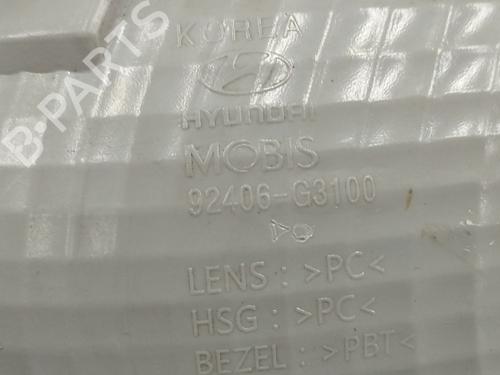 KOREA
HYUNDAI
MOBIS
92406-G3100
LENS : >PC<
HSG : >PC<
BEZEL : >PBT<
B-PARTS